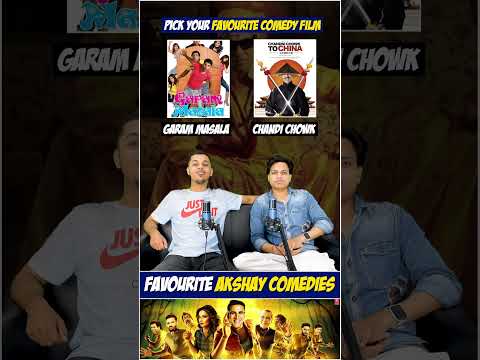 PICK YOUR FAVOURITE COMEDY FILM
Garam
Masala
CHANDNI CHOWK
TO CHINA
GARAM MASALA
CHANDI CHOWK
JUST
DO IT
FAVOURITE AKSHAY COMEDIES